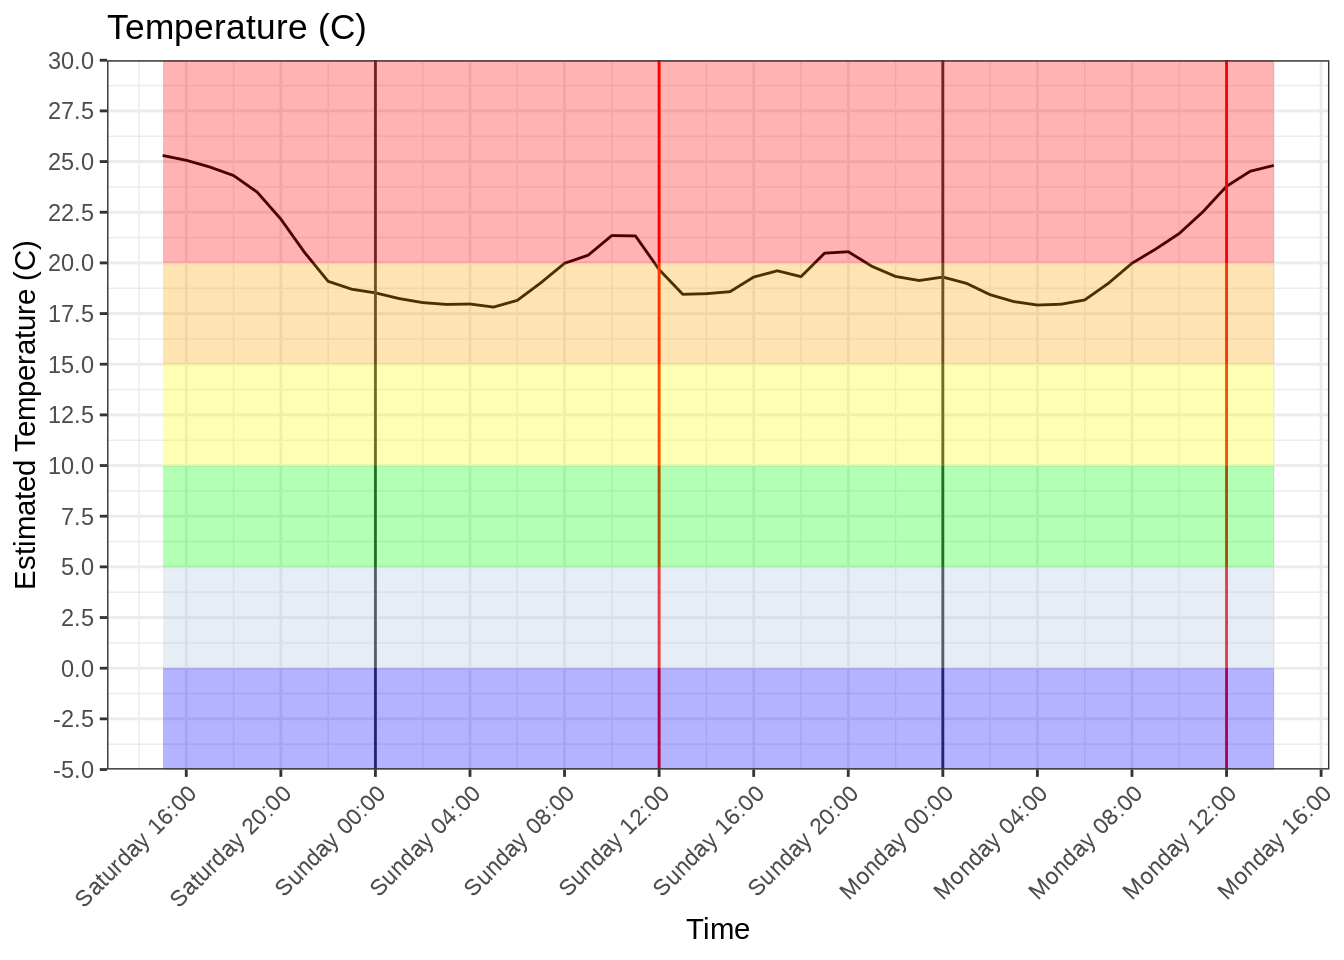 Temperature (C)
Estimated Temperature (C)
30.0
27.5
25.0
22.5
20.0
17.5
15.0
12.5
10.0
7.5
5.0
2.5
0.0
-2.5
-5.0
Saturday 16:00
Saturday 20:00
Sunday 00:00
Sunday 04:00
Sunday 08:00
Sunday 12:00
Sunday 16:00
Sunday 20:00
Monday 00:00
Monday 04:00
Monday 08:00
Monday 12:00
Monday 16:00
Time